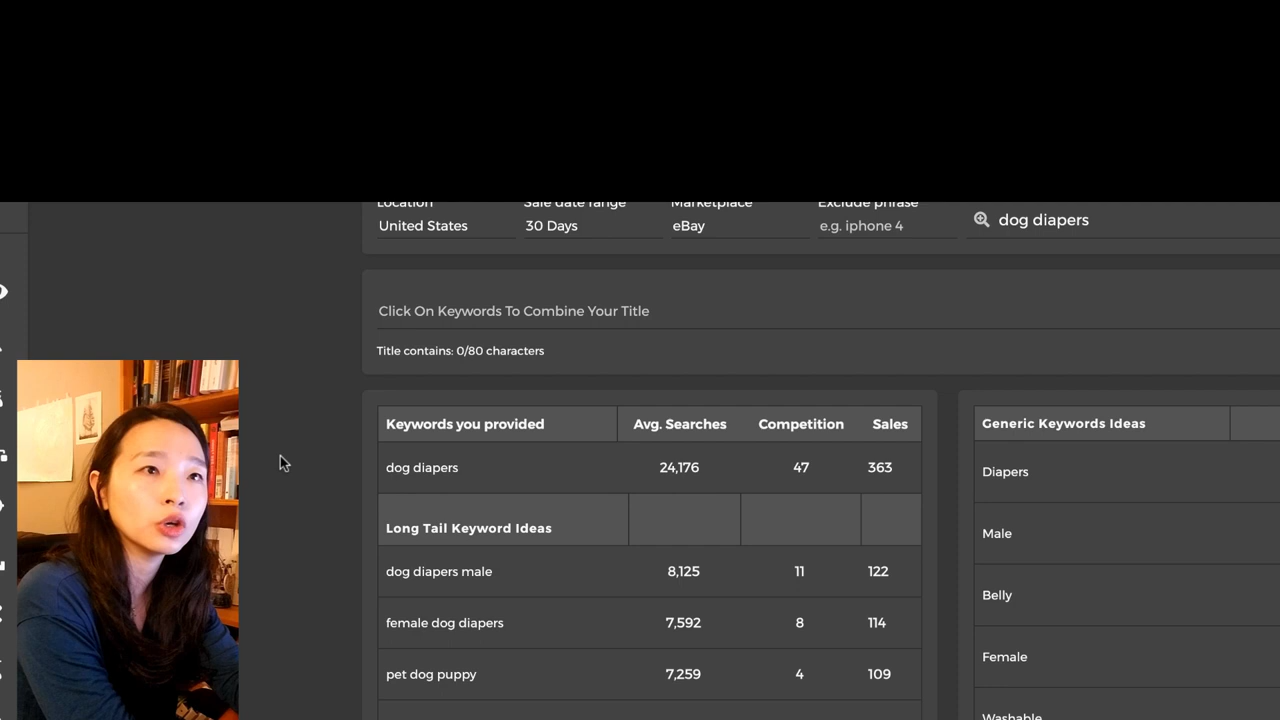 Location Sale date range Marketplace Exclude phrase
United States 30 Days eBay e.g. iphone 4 dog diapers
Click On Keywords To Combine Your Title
Title contains: 0/80 characters
Keywords you provided Avg. Searches Competition Sales
dog diapers 24,176 47 363
Long Tail Keyword Ideas
dog diapers male 8,125 11 122
female dog diapers 7,592 8 114
pet dog puppy 7,259 4 109
Generic Keywords Ideas
Diapers
Male
Belly
Female
Washable